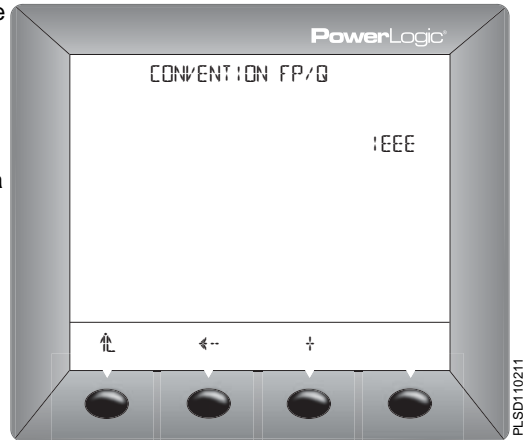 e
PowerLogic®
CONVENTION FP/Q
IEEE
a
PLSD110211